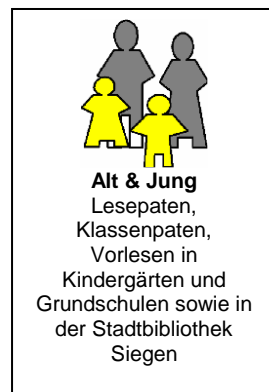 Alt & Jung
Lesepaten,
Klassenpaten,
Vorlesen in
Kindergärten und
Grundschulen sowie in
der Stadtbibliothek
Siegen